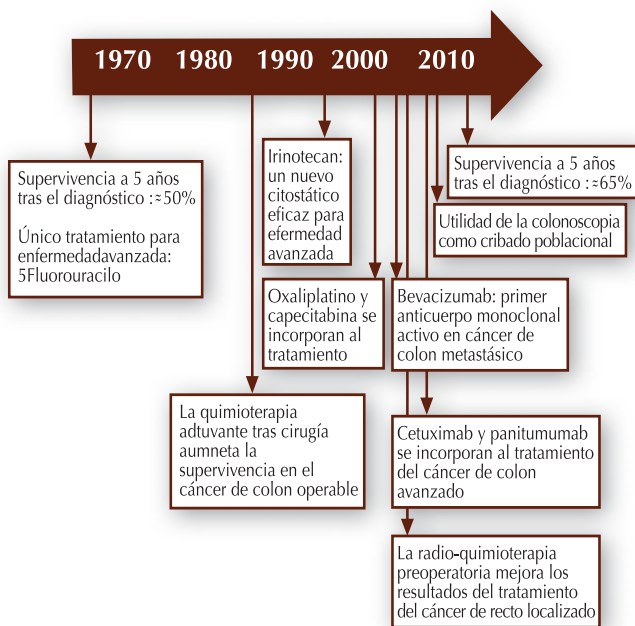 1970 1980 1990 2000 2010
Supervivencia a 5 años
tras el diagnóstico :≈50%
Único tratamiento para
enfermedadavanzada:
5Fluorouracilo
Irinotecan:
un nuevo
citostático
eficaz para
efermedad
avanzada
Supervivencia a 5 años
tras el diagnóstico :≈65%
Utilidad de la colonoscopia
como cribado poblacional
Oxaliplatino y
capecitabina se
incorporan al
tratamiento
Bevacizumab: primer
anticuerpo monoclonal
activo en cáncer de
colon metastásico
La quimioterapia
adtuvante tras cirugía
aumneta la
supervivencia en el
cáncer de colon operable
Cetuximab y panitumumab
se incorporan al tratamiento
del cáncer de colon
avanzado
La radio-quimioterapia
preoperatoria mejora los
resultados del tratamiento
del cáncer de recto localizado